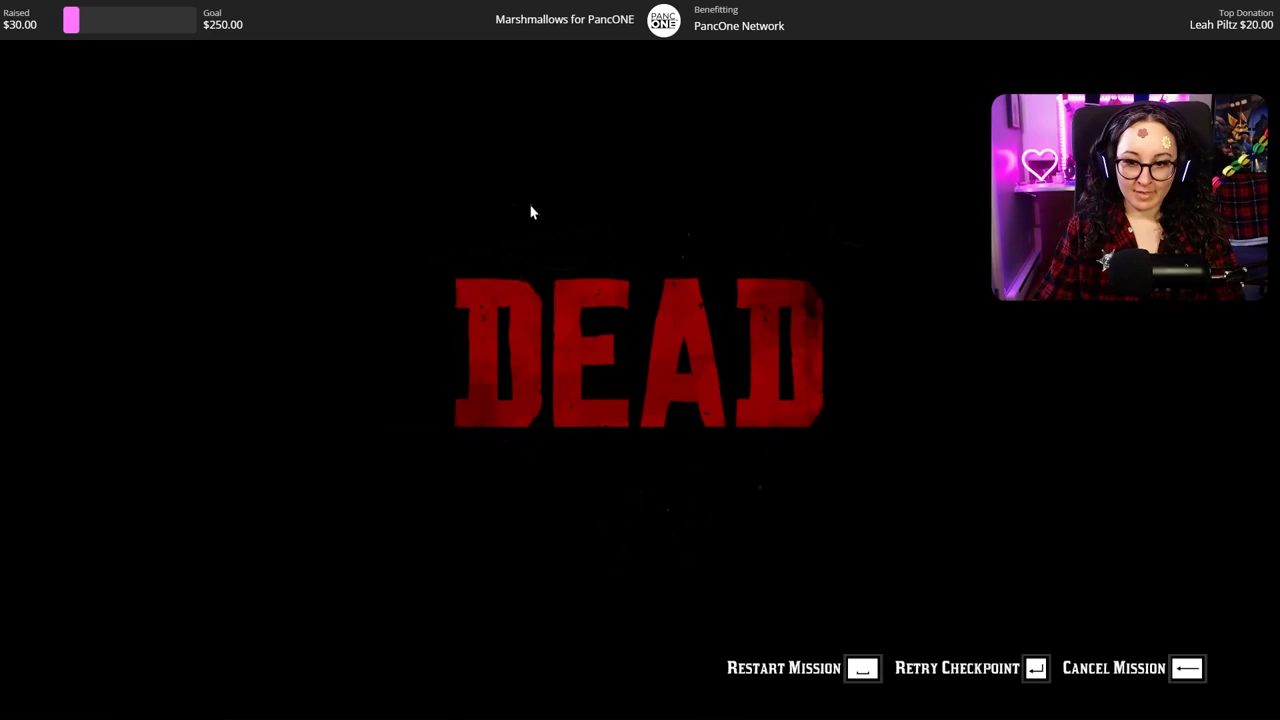 Raised
$30.00
Goal
$250.00
Marshmallows for PancONE
PANC
ONE
Benefitting
PancOne Network
Top Donation
Leah Piltz $20.00
DEAD
RESTART MISSION
RETRY CHECKPOINT
CANCEL MISSION